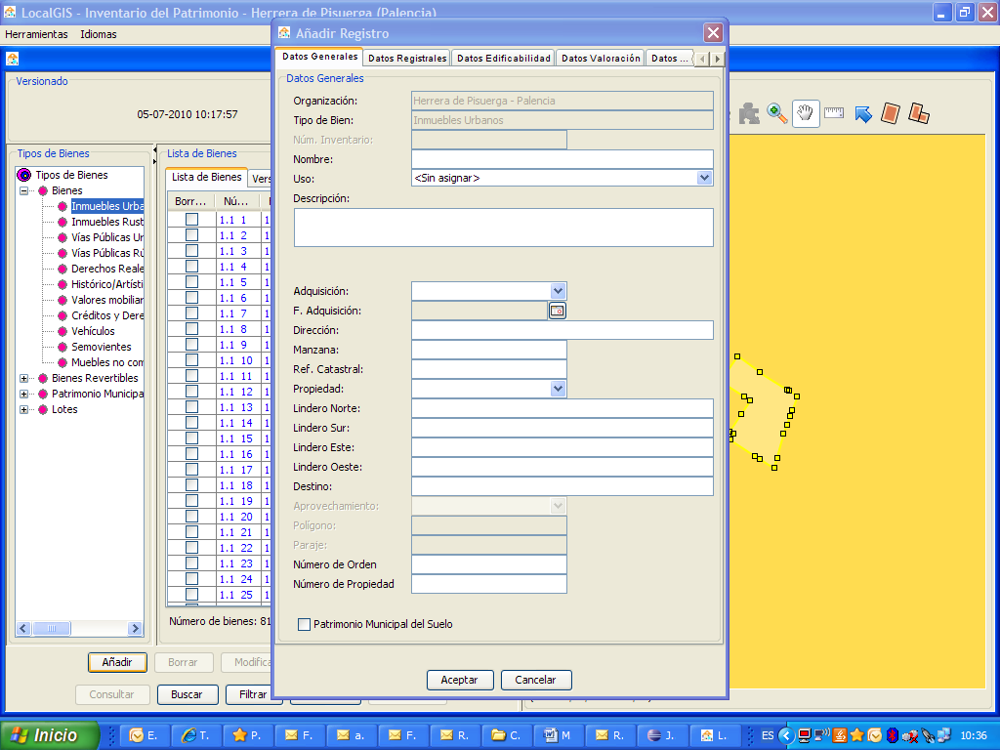 LocalGIS - Inventario del Patrimonio - Herrera de Pisuerga (Palencia)
Herramientas Idiomas
Versionado
05-07-2010 10:17:57
Tipos de Bienes
Tipos de Bienes
Bienes
Inmuebles Urba
Inmuebles Rust
Vías Públicas Ur
Vías Públicas Rú
Derechos Reale
Histórico/Artísti
Valores mobiliar
Créditos y Dere
Vehículos
Semovientes
Muebles no com
Bienes Revertibles
Patrimonio Municipa
Lotes
Lista de Bienes
Lista de Bienes Vers
Borr... Nú...
1.1 1 1
1.1 2 1
1.1 3 1
1.1 4 1
1.1 5 1
1.1 6 1
1.1 7 1
1.1 8 1
1.1 9 1
1.1 10 1
1.1 11 1
1.1 12 1
1.1 13 1
1.1 14 1
1.1 15 1
1.1 16 1
1.1 17 1
1.1 18 1
1.1 19 1
1.1 20 1
1.1 21 1
1.1 22 1
1.1 23 1
1.1 24 1
1.1 25 1
Número de bienes: 81
Añadir Borrar Modifica
Consultar Buscar Filtrar
Añadir Registro
Datos Generales Datos Registrales Datos Edificabilidad Datos Valoración Datos ...
Datos Generales
Organización: Herrera de Pisuerga - Palencia
Tipo de Bien: Inmuebles Urbanos
Núm. Inventario:
Nombre:
Uso: <Sin asignar>
Descripción:
Adquisición:
F. Adquisición:
Dirección:
Manzana:
Ref. Catastral:
Propiedad:
Lindero Norte:
Lindero Sur:
Lindero Este:
Lindero Oeste:
Destino:
Aprovechamiento:
Polígono:
Paraje:
Número de Orden
Número de Propiedad
Patrimonio Municipal del Suelo
Aceptar Cancelar
Inicio E. T. P. F. a. F. R. C. M R. J. L. ES 10:36